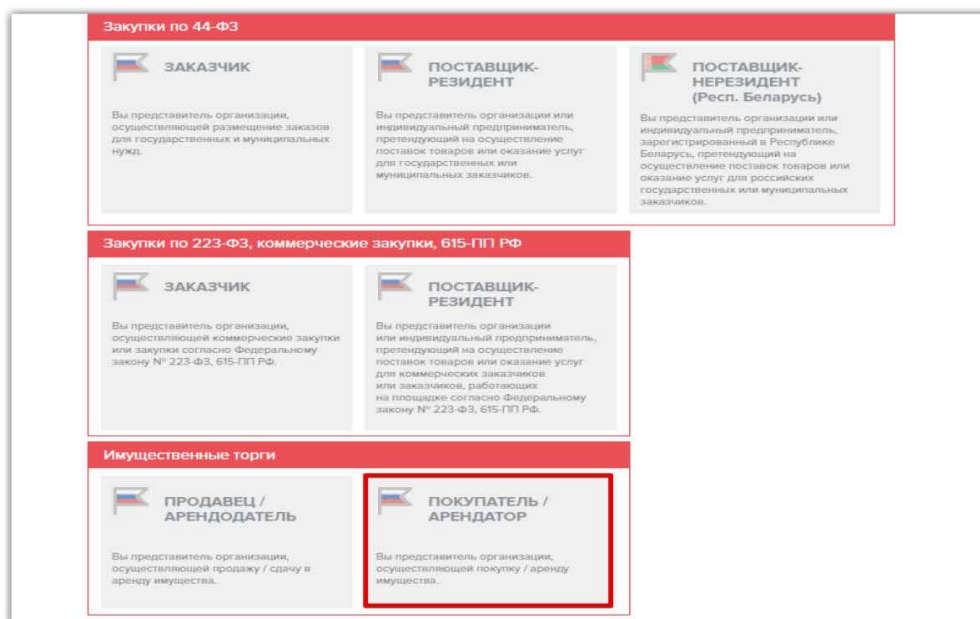 Закупки по 44-ФЗ
ЗАКАЗЧИК
Вы представитель организации,
осуществляющей размещение заказов
для государственных и муниципальных
нужд.
ПОСТАВЩИК-
РЕЗИДЕНТ
Вы представитель организации или
индивидуальный предприниматель,
претендующий на осуществление
поставок товаров или оказание услуг
для государственных или
муниципальных заказчиков.
ПОСТАВЩИК-
НЕРЕЗИДЕНТ
(Респ. Беларусь)
Вы представитель организации или
индивидуальный предприниматель,
зарегистрированный в Республике
Беларусь, претендующий на
осуществление поставок товаров или
оказание услуг для российских
государственных или муниципальных
заказчиков.
Закупки по 223-ФЗ, коммерческие закупки, 615-ПП РФ
ЗАКАЗЧИК
Вы представитель организации,
осуществляющей коммерческие закупки
или закупки согласно Федеральному
закону № 223-ФЗ, 615-ПП РФ.
ПОСТАВЩИК-
РЕЗИДЕНТ
Вы представитель организации
или индивидуальный предприниматель,
претендующий на осуществление
поставок товаров или оказание услуг
для коммерческих заказчиков
или заказчиков, работающих
на площадке согласно Федеральному
закону № 223-ФЗ, 615-ПП РФ.
Имущественные торги
ПРОДАВЕЦ /
АРЕНДОДАТЕЛЬ
Вы представитель организации,
осуществляющей продажу / сдачу в
аренду имущества.
ПОКУПАТЕЛЬ /
АРЕНДАТОР
Вы представитель организации,
осуществляющей покупку / аренду
имущества.